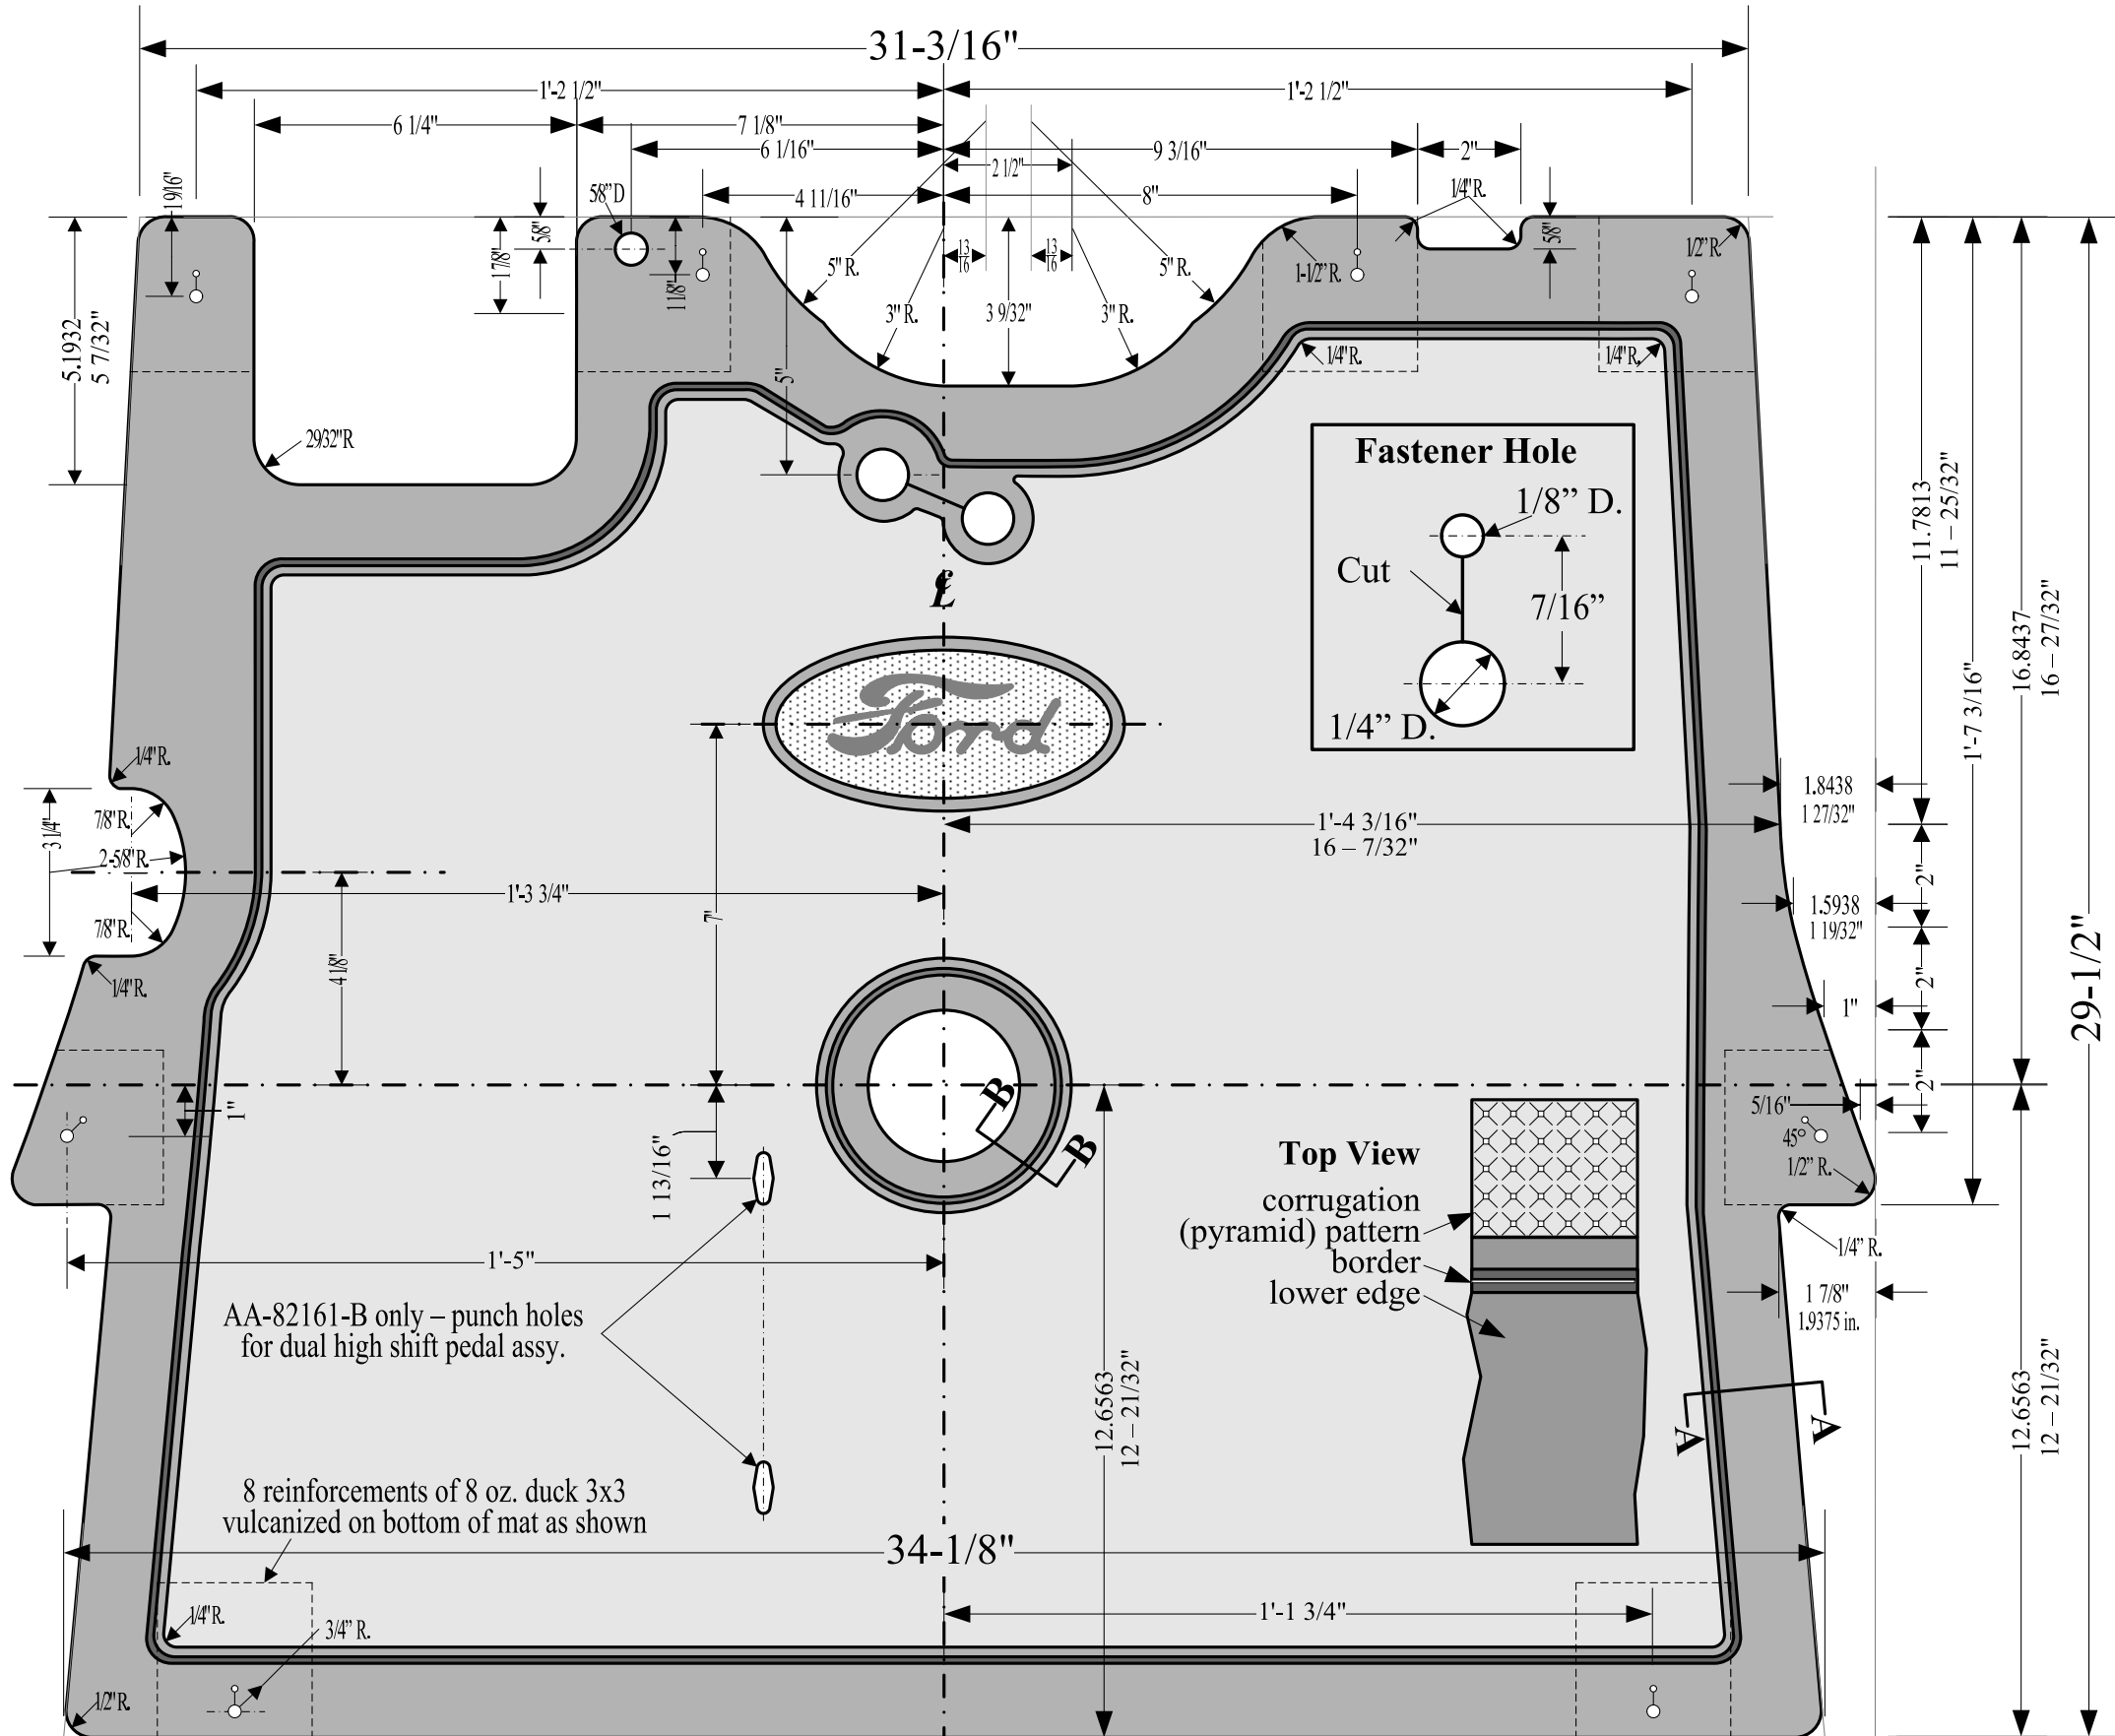 31-3/16"
1'-2 1/2"
1'-2 1/2"
6 1/4"
7 1/8"
6 1/16"
9 3/16"
2"
2 1/2"
4 11/16"
8"
5/8" D
1/4" R.
19/16"
5/8"
1 7/8"
1 1/8"
5" R.
13
16
13
16
5" R.
1-1/2" R.
5/8"
1/2" R.
3" R.
3 9/32"
3" R.
5.1932
5 7/32"
5"
1/4" R.
1/4" R.
29/32"R
Fastener Hole
1/8” D.
Cut
7/16”
1/4” D.
11.7813
11 – 25/32"
16.8437
16 – 27/32"
1'-7 3/16"
29-1/2"
Ford
1/4" R.
7/8" R.
3 1/4"
2-5/8" R.
7/8" R.
1/4" R.
1'-3 3/4"
4 1/8"
7"
1'-4 3/16"
16 – 7/32"
1.8438
1 27/32"
2"
1.5938
1 19/32"
2"
1"
2"
5/16"
45°
1/2” R.
1"
1 13/16"
B
B
Top View
corrugation
(pyramid) pattern
border
lower edge
1/4” R.
1'-5"
1 7/8"
1.9375 in.
AA-82161-B only – punch holes
for dual high shift pedal assy.
12.6563
12 – 21/32"
12.6563
12 – 21/32"
A
A
8 reinforcements of 8 oz. duck 3x3
vulcanized on bottom of mat as shown
34-1/8"
1/4" R.
3/4” R.
1'-1 3/4"
1/2" R.